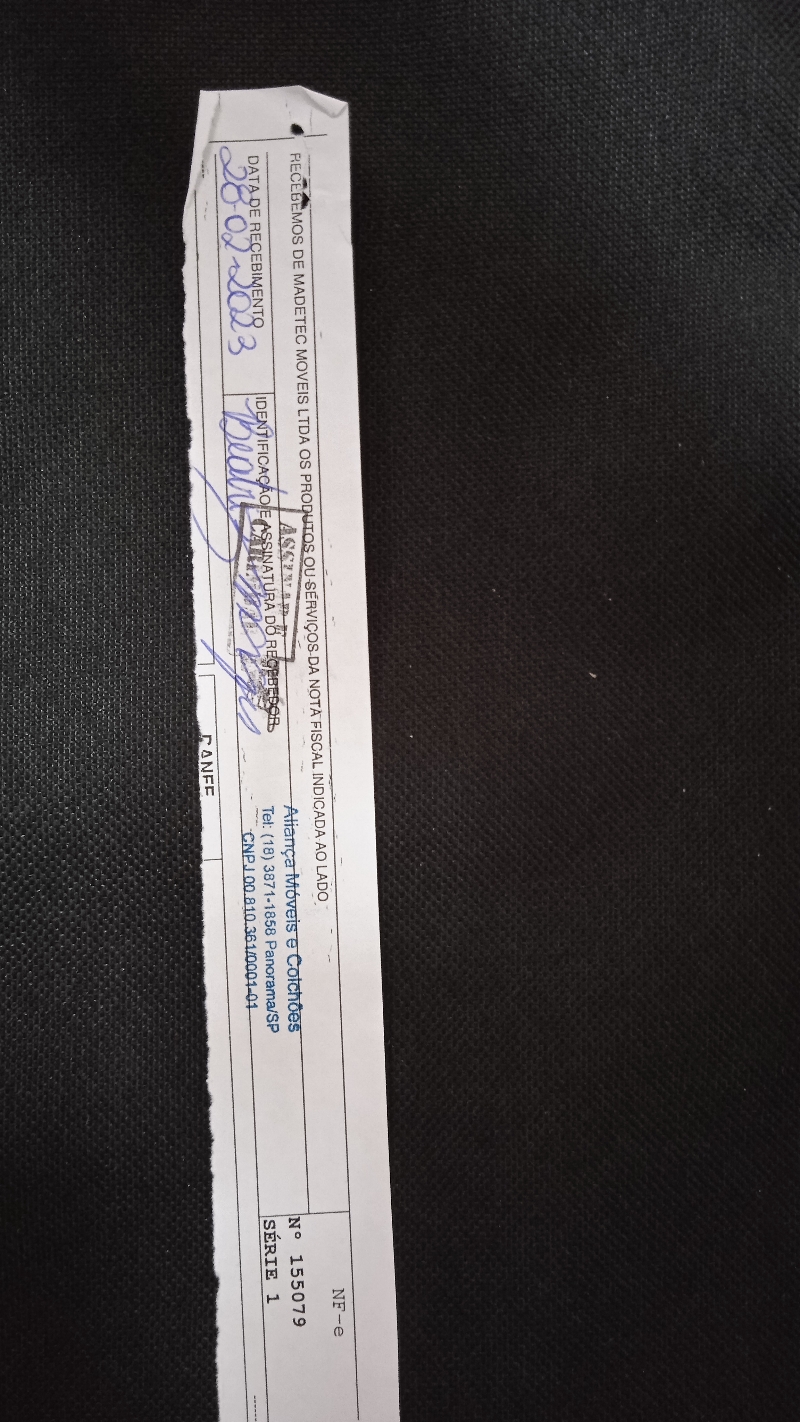 RECEBEMOS DE MADETEC MOVEIS LTDA OS PRODUTOS OU SERVIÇOS DA NOTA FISCAL INDICADA AO LADO
NF-e
Nº 155079
SÉRIE 1
DATA DE RECEBIMENTO
28-02-2023
IDENTIFICAÇÃO E ASSINATURA DO RECEBEDOR
Beatriz
Aliança Móveis e Colchões
Tel: (18) 3871-1858 Panorama/SP
CNPJ 00.810.361/0001-01
DANFE